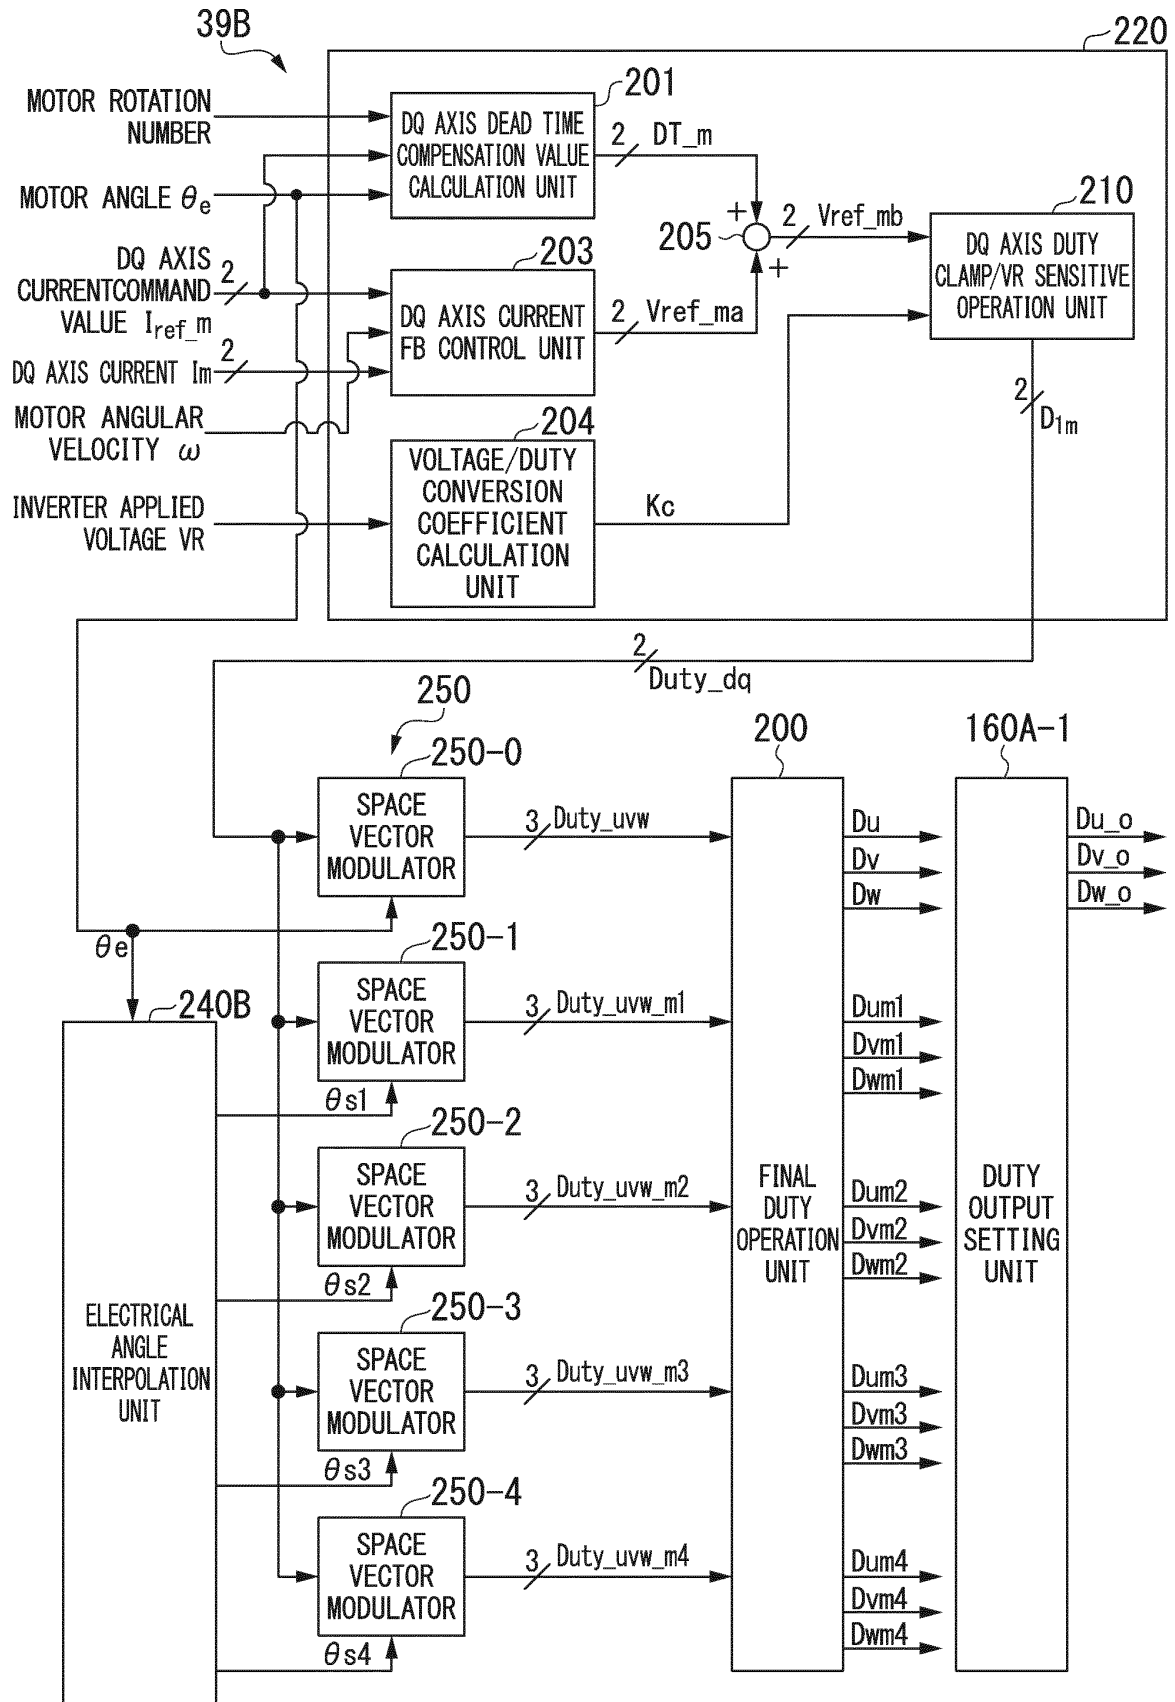 39B
220
MOTOR ROTATION
NUMBER
201
DQ AXIS DEAD TIME
COMPENSATION VALUE
CALCULATION UNIT
2
DT_m
MOTOR ANGLE θe
+
205
+
2
Vref_mb
210
DQ AXIS DUTY
CLAMP/VR SENSITIVE
OPERATION UNIT
DQ AXIS
CURRENTCOMMAND
VALUE Iref_m
2
203
DQ AXIS CURRENT
FB CONTROL UNIT
2
Vref_ma
DQ AXIS CURRENT Im
2
2
D1m
MOTOR ANGULAR
VELOCITY ω
204
VOLTAGE/DUTY
CONVERSION
COEFFICIENT
CALCULATION
UNIT
Kc
INVERTER APPLIED
VOLTAGE VR
2
Duty_dq
250
250-0
SPACE
VECTOR
MODULATOR
3
Duty_uvw
200
160A-1
Du
Dv
Dw
Du_o
Dv_o
Dw_o
θe
250-1
SPACE
VECTOR
MODULATOR
3
Duty_uvw_m1
Dum1
Dvm1
Dwm1
240B
θs1
250-2
SPACE
VECTOR
MODULATOR
3
Duty_uvw_m2
FINAL
DUTY
OPERATION
UNIT
Dum2
Dvm2
Dwm2
DUTY
OUTPUT
SETTING
UNIT
θs2
ELECTRICAL
ANGLE
INTERPOLATION
UNIT
250-3
SPACE
VECTOR
MODULATOR
3
Duty_uvw_m3
Dum3
Dvm3
Dwm3
θs3
250-4
SPACE
VECTOR
MODULATOR
3
Duty_uvw_m4
Dum4
Dvm4
Dwm4
θs4